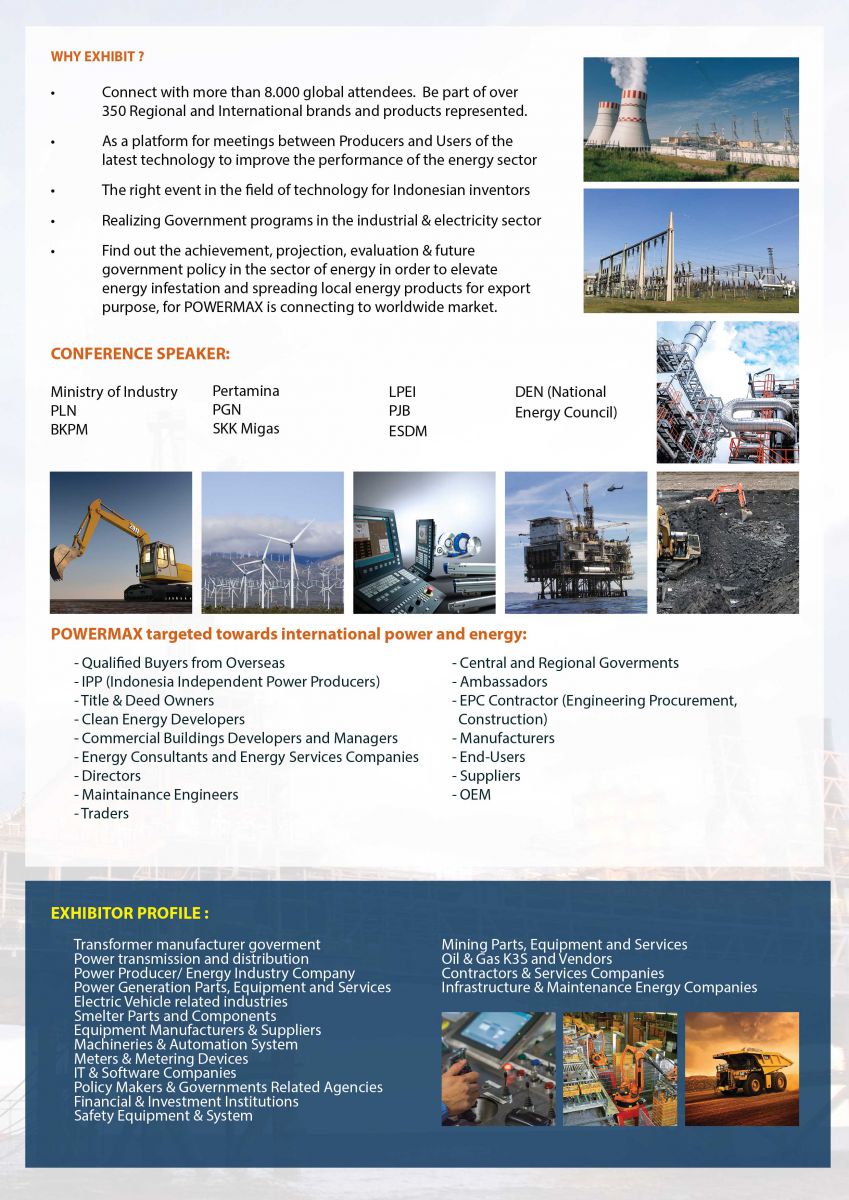 WHY EXHIBIT ?
• Connect with more than 8.000 global attendees. Be part of over
350 Regional and International brands and products represented.
• As a platform for meetings between Producers and Users of the
latest technology to improve the performance of the energy sector
• The right event in the field of technology for Indonesian inventors
• Realizing Government programs in the industrial & electricity sector
• Find out the achievement, projection, evaluation & future
government policy in the sector of energy in order to elevate
energy infestation and spreading local energy products for export
purpose, for POWERMAX is connecting to worldwide market.
CONFERENCE SPEAKER:
Ministry of Industry
PLN
BKPM
Pertamina
PGN
SKK Migas
LPEI
PJB
ESDM
DEN (National
Energy Council)
POWERMAX targeted towards international power and energy:
- Qualified Buyers from Overseas
- IPP (Indonesia Independent Power Producers)
- Title & Deed Owners
- Clean Energy Developers
- Commercial Buildings Developers and Managers
- Energy Consultants and Energy Services Companies
- Directors
- Maintainance Engineers
- Traders
- Central and Regional Goverments
- Ambassadors
- EPC Contractor (Engineering Procurement,
Construction)
- Manufacturers
- End-Users
- Suppliers
- OEM
EXHIBITOR PROFILE :
Transformer manufacturer goverment
Power transmission and distribution
Power Producer/ Energy Industry Company
Power Generation Parts, Equipment and Services
Electric Vehicle related industries
Smelter Parts and Components
Equipment Manufacturers & Suppliers
Machineries & Automation System
Meters & Metering Devices
IT & Software Companies
Policy Makers & Governments Related Agencies
Financial & Investment Institutions
Safety Equipment & System
Mining Parts, Equipment and Services
Oil & Gas K3S and Vendors
Contractors & Services Companies
Infrastructure & Maintenance Energy Companies